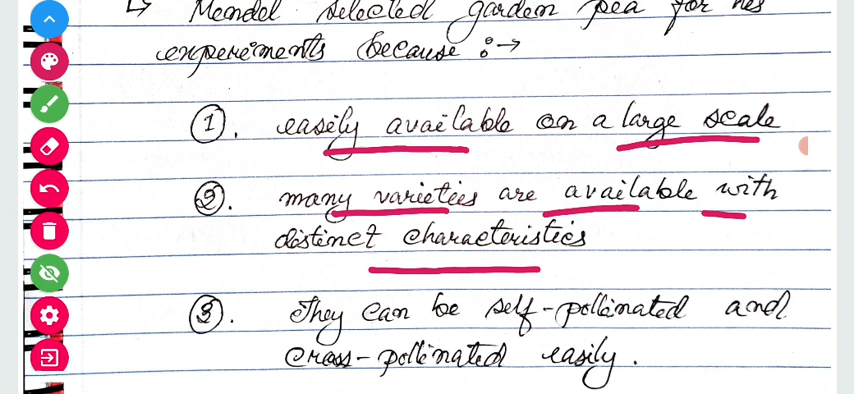 ↳ Mendel selected garden pea for his
experements because :→
①. easily available on a large scale
②. many varieties are available with
distinct characteristics
③. They can be self-pollinated and
cross-pollinated easily.